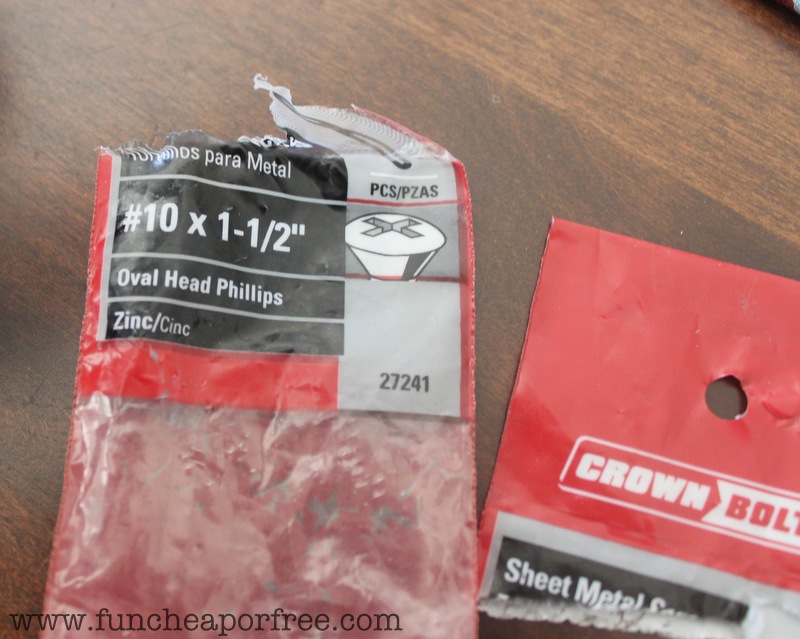 para Metal
PCS/PZAS
#10 x 1-1/2"
Oval Head Phillips
Zinc/Cinc
27241
CROWN BOLT
Sheet Metal
www.funcheaporfree.com